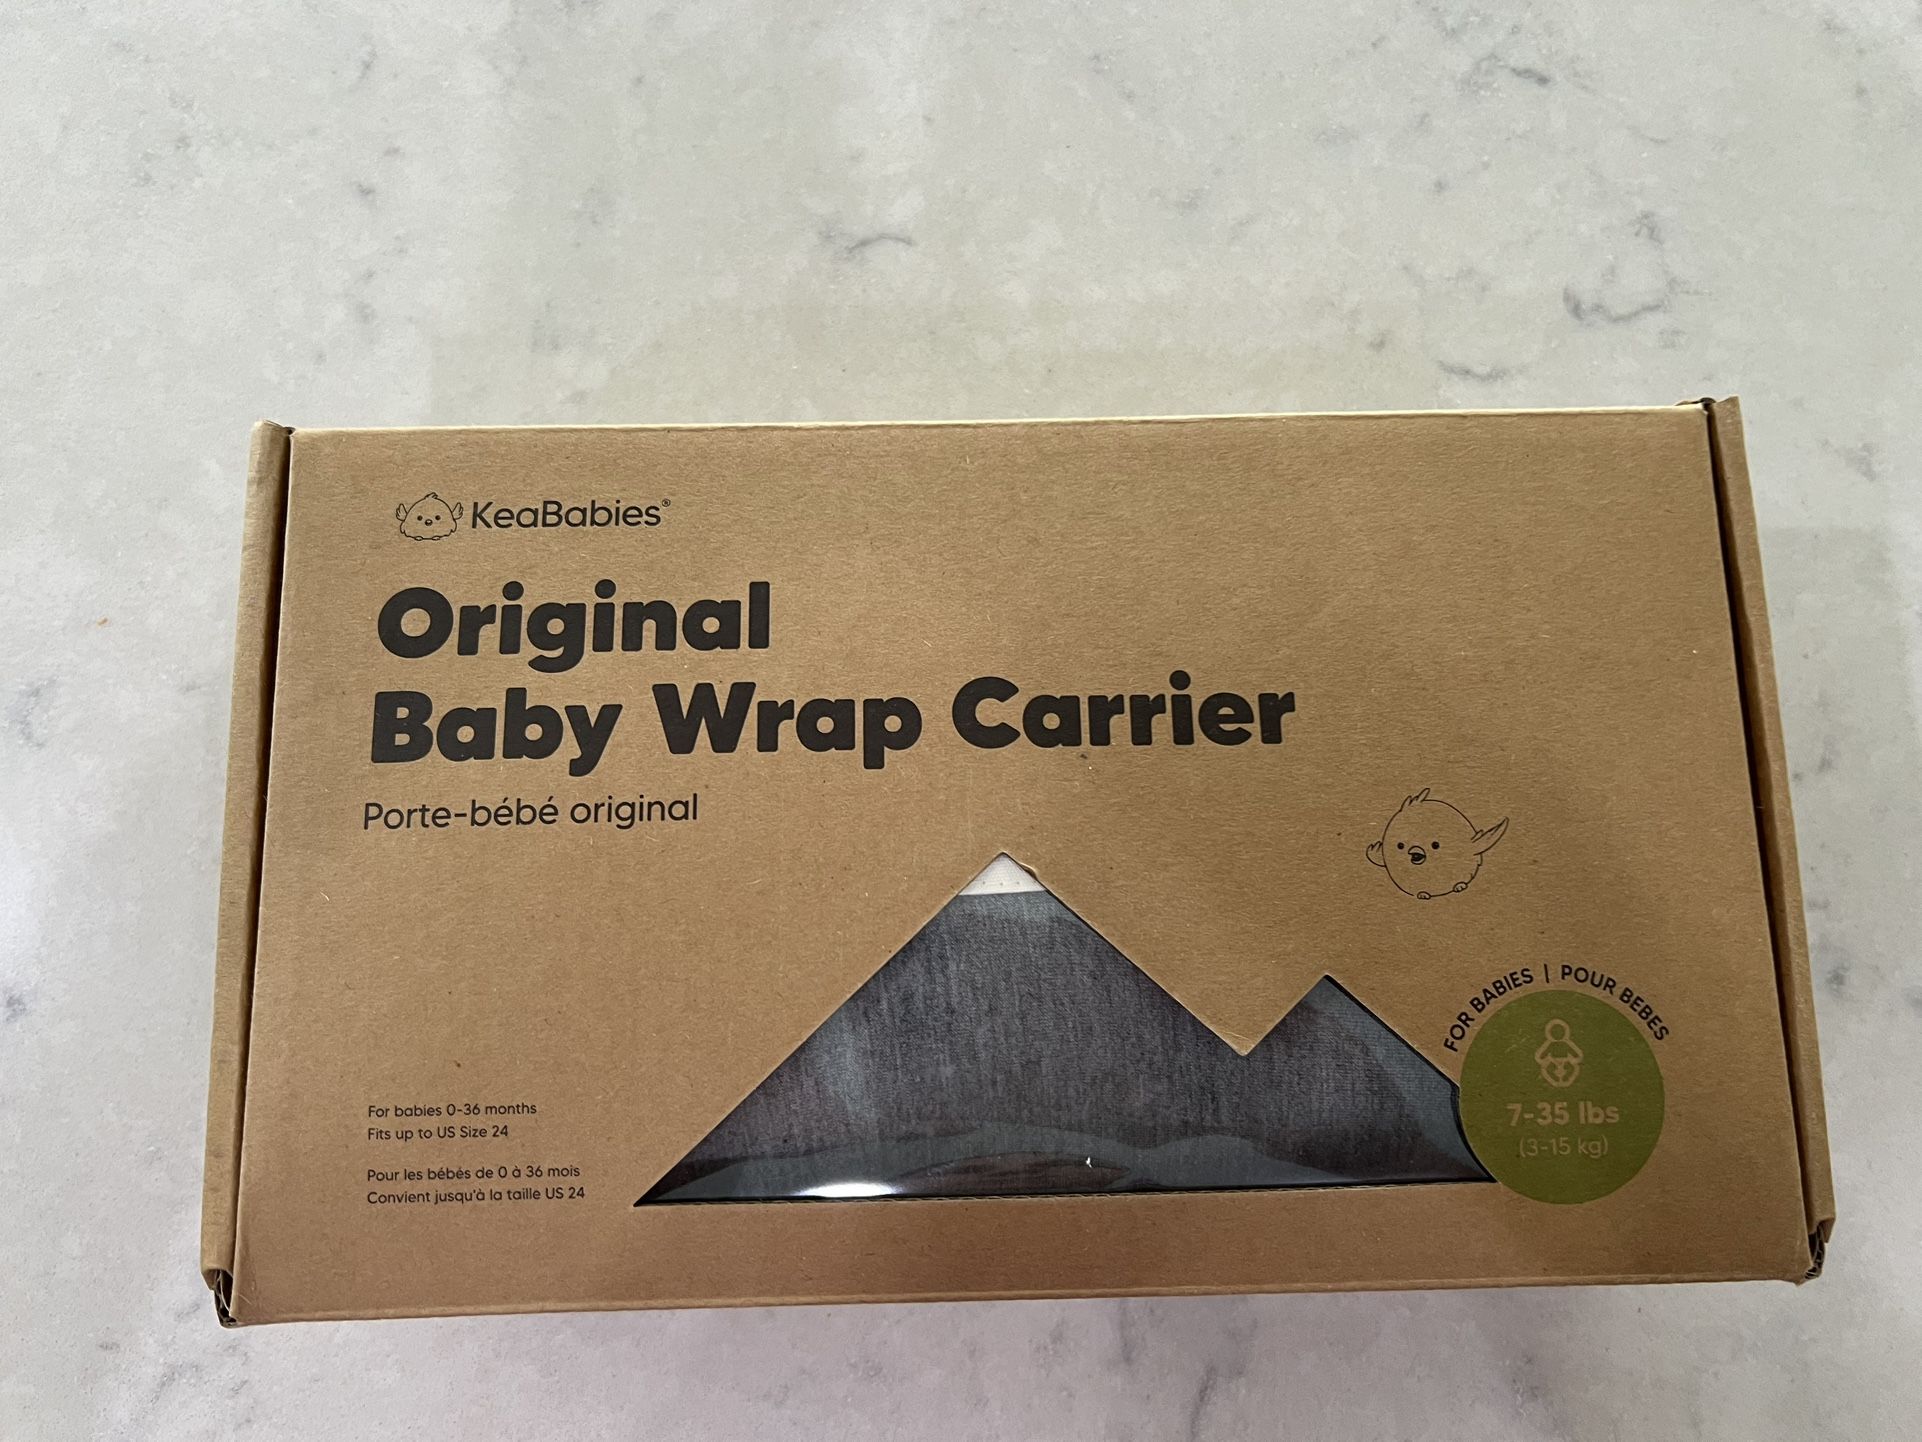 KeaBabies®
Original
Baby Wrap Carrier
Porte-bébé original
For babies 0-36 months
Fits up to US Size 24
Pour les bébés de 0 à 36 mois
Convient jusqu'à la taille US 24
FOR BABIES | POUR BEBES
7-35 lbs
(3-15 kg)